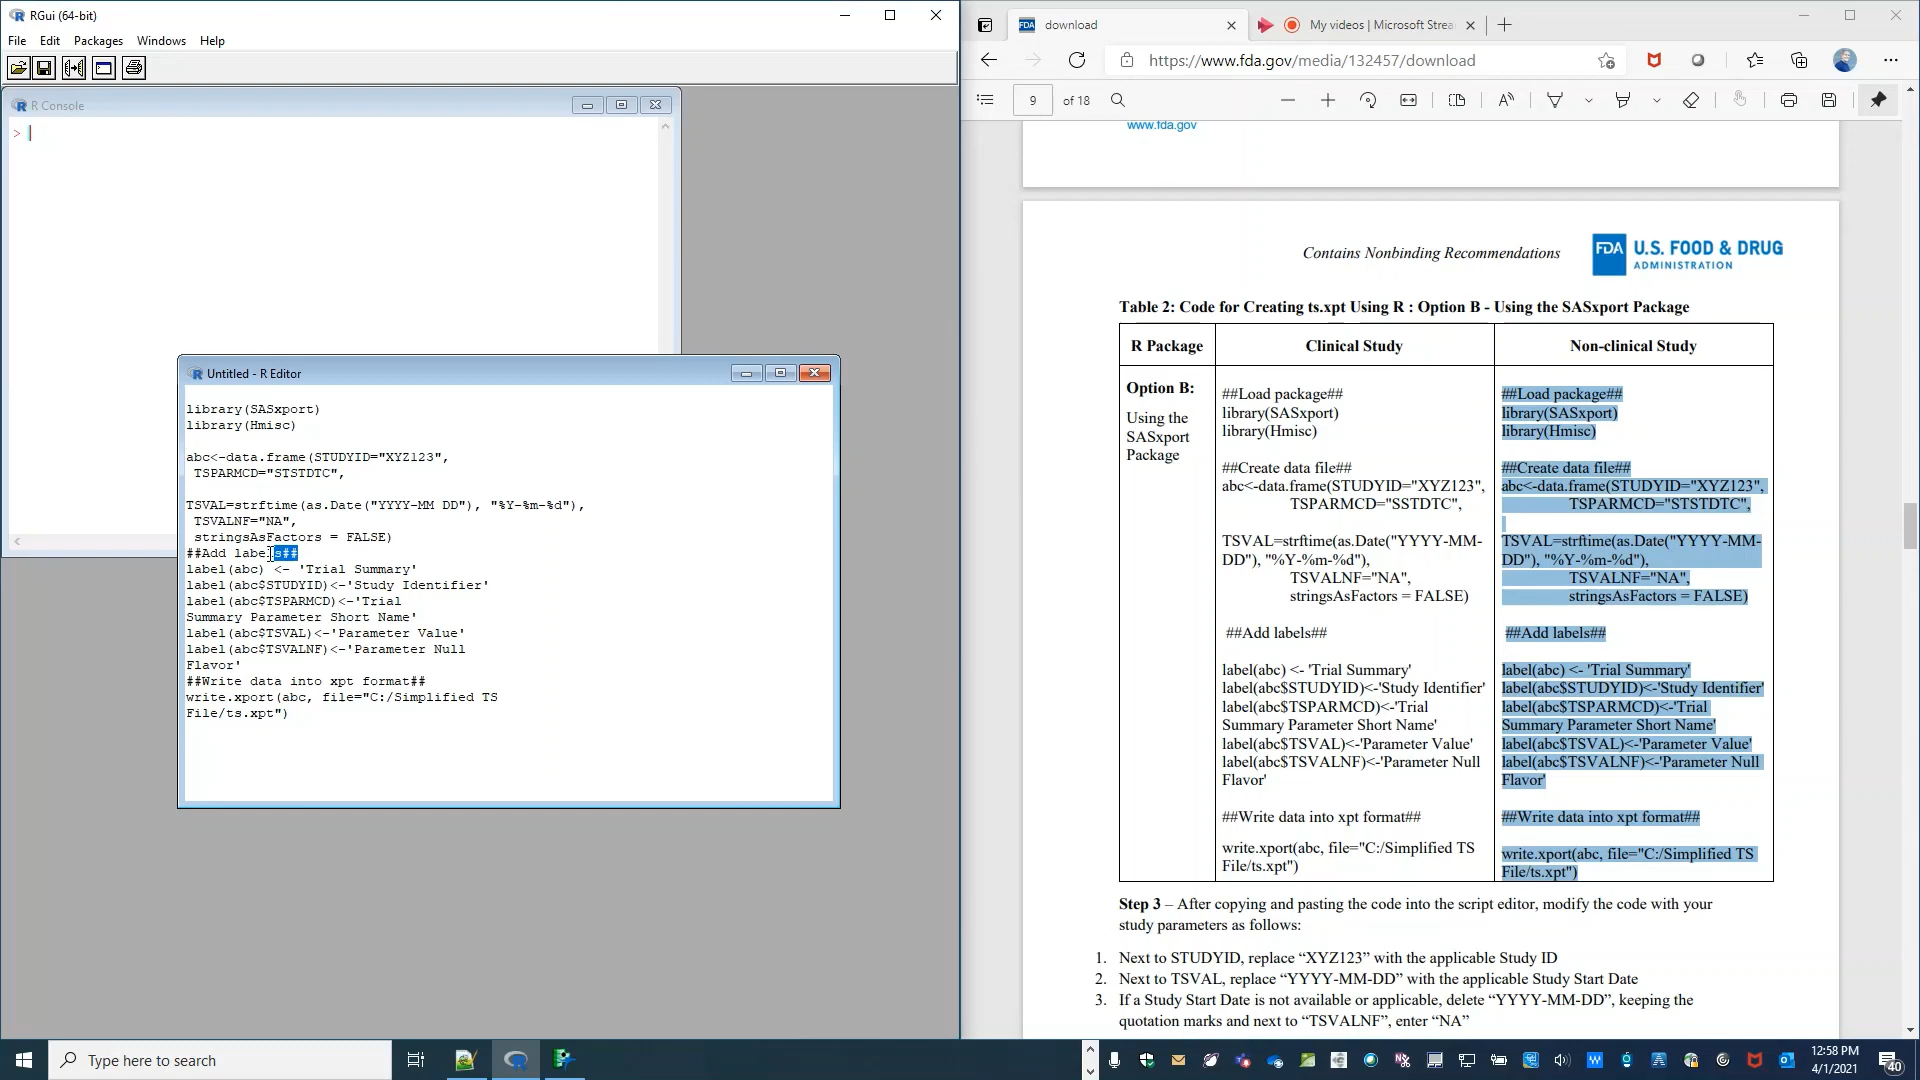 RGui (64-bit)
File Edit Packages Windows Help
R Console
>
Untitled - R Editor
library(SASxport)
library(Hmisc)
abc<-data.frame(STUDYID="XYZ123",
TSPARMCD="STSTDTC",
TSVAL=strftime(as.Date("YYYY-MM DD"), "%Y-%m-%d"),
TSVALNF="NA",
stringsAsFactors = FALSE)
##Add labels##
label(abc) <- 'Trial Summary'
label(abc$STUDYID)<-'Study Identifier'
label(abc$TSPARMCD)<-'Trial
Summary Parameter Short Name'
label(abc$TSVAL)<-'Parameter Value'
label(abc$TSVALNF)<-'Parameter Null
Flavor'
##Write data into xpt format##
write.xport(abc, file="C:/Simplified TS
File/ts.xpt")
FDA download
My videos | Microsoft Strea
https://www.fda.gov/media/132457/download
9 of 18
www.fda.gov
Contains Nonbinding Recommendations
FDA U.S. FOOD & DRUG
ADMINISTRATION
Table 2: Code for Creating ts.xpt Using R : Option B - Using the SASxport Package
R Package
Clinical Study
Non-clinical Study
Option B:
Using the
SASxport
Package
##Load package##
library(SASxport)
library(Hmisc)
##Create data file##
abc<-data.frame(STUDYID="XYZ123",
TSPARMCD="SSTDTC",
TSVAL=strftime(as.Date("YYYY-MM-
DD"), "%Y-%m-%d"),
TSVALNF="NA",
stringsAsFactors = FALSE)
##Add labels##
label(abc) <- 'Trial Summary'
label(abc$STUDYID)<-'Study Identifier'
label(abc$TSPARMCD)<-'Trial
Summary Parameter Short Name'
label(abc$TSVAL)<-'Parameter Value'
label(abc$TSVALNF)<-'Parameter Null
Flavor'
##Write data into xpt format##
write.xport(abc, file="C:/Simplified TS
File/ts.xpt")
##Load package##
library(SASxport)
library(Hmisc)
##Create data file##
abc<-data.frame(STUDYID="XYZ123",
TSPARMCD="STSTDTC",
TSVAL=strftime(as.Date("YYYY-MM-
DD"), "%Y-%m-%d"),
TSVALNF="NA",
stringsAsFactors = FALSE)
##Add labels##
label(abc) <- 'Trial Summary'
label(abc$STUDYID)<-'Study Identifier'
label(abc$TSPARMCD)<-'Trial
Summary Parameter Short Name'
label(abc$TSVAL)<-'Parameter Value'
label(abc$TSVALNF)<-'Parameter Null
Flavor'
##Write data into xpt format##
write.xport(abc, file="C:/Simplified TS
File/ts.xpt")
Step 3 – After copying and pasting the code into the script editor, modify the code with your
study parameters as follows:
1. Next to STUDYID, replace “XYZ123” with the applicable Study ID
2. Next to TSVAL, replace “YYYY-MM-DD” with the applicable Study Start Date
3. If a Study Start Date is not available or applicable, delete “YYYY-MM-DD”, keeping the
quotation marks and next to “TSVALNF”, enter “NA”
Type here to search
12:58 PM
4/1/2021
40